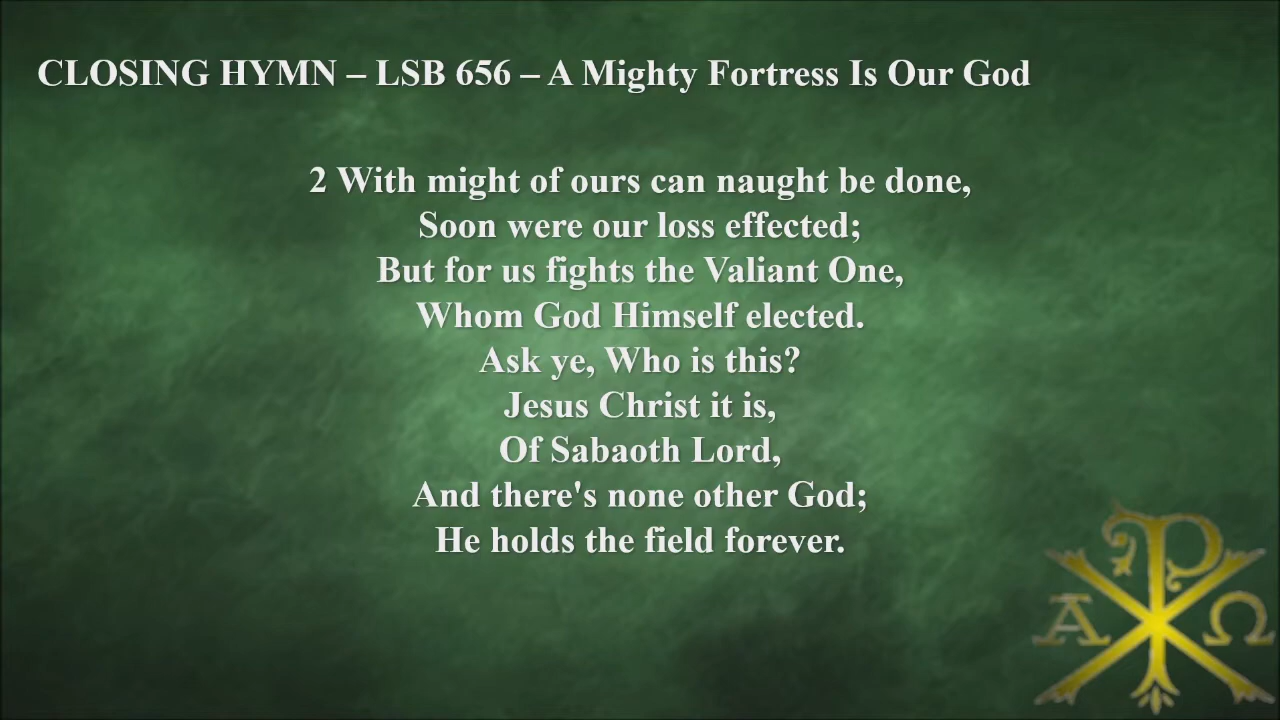 CLOSING HYMN – LSB 656 – A Mighty Fortress Is Our God
2 With might of ours can naught be done,
Soon were our loss effected;
But for us fights the Valiant One,
Whom God Himself elected.
Ask ye, Who is this?
Jesus Christ it is,
Of Sabaoth Lord,
And there's none other God;
He holds the field forever.
Α Ω